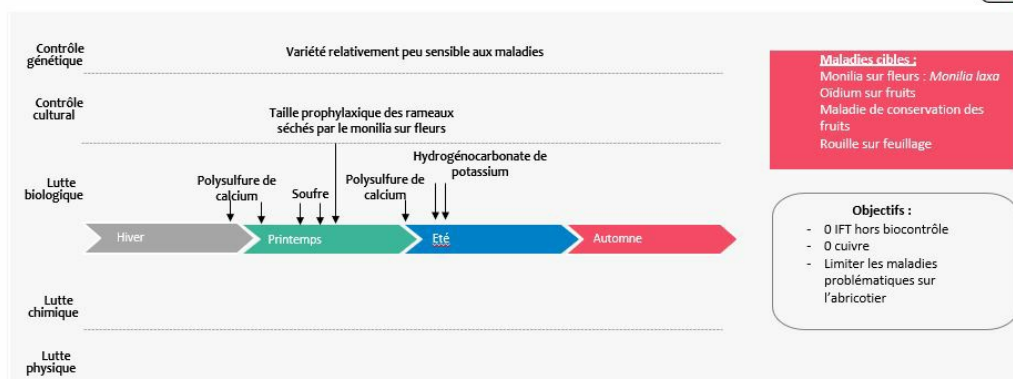 Contrôle
génétique
Variété relativement peu sensible aux maladies
Contrôle
cultural
Taille prophylaxique des rameaux
séchés par le monilia sur fleurs
Lutte
biologique
Polysulfure de
calcium
Soufre
Polysulfure de
calcium
Hydrogénocarbonate de
potassium
Hiver
Printemps
Eté
Automne
Lutte
chimique
Lutte
physique
Maladies cibles :
Monilia sur fleurs : Monilia laxa
Oïdium sur fruits
Maladie de conservation des
fruits
Rouille sur feuillage
Objectifs :
- 0 IFT hors biocontrôle
- 0 cuivre
- Limiter les maladies
problématiques sur
l'abricotier